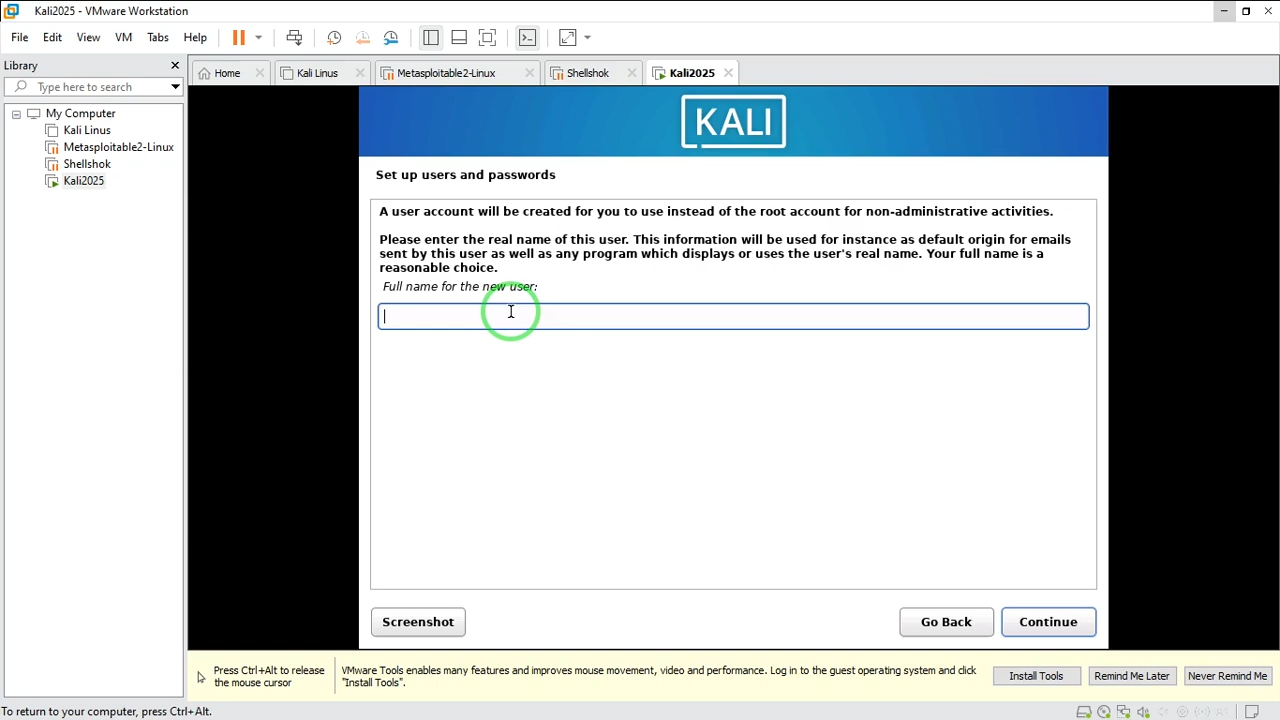 Kali2025 - VMware Workstation
File Edit View VM Tabs Help
Library
Type here to search
My Computer
Kali Linus
Metasploitable2-Linux
Shellshok
Kali2025
Home Kali Linus Metasploitable2-Linux Shellshok Kali2025
KALI
Set up users and passwords
A user account will be created for you to use instead of the root account for non-administrative activities.
Please enter the real name of this user. This information will be used for instance as default origin for emails
sent by this user as well as any program which displays or uses the user's real name. Your full name is a
reasonable choice.
Full name for the new user:
Screenshot Go Back Continue
Press Ctrl+Alt to release
the mouse cursor
VMware Tools enables many features and improves mouse movement, video and performance. Log in to the guest operating system and click
"Install Tools".
Install Tools Remind Me Later Never Remind Me
To return to your computer, press Ctrl+Alt.